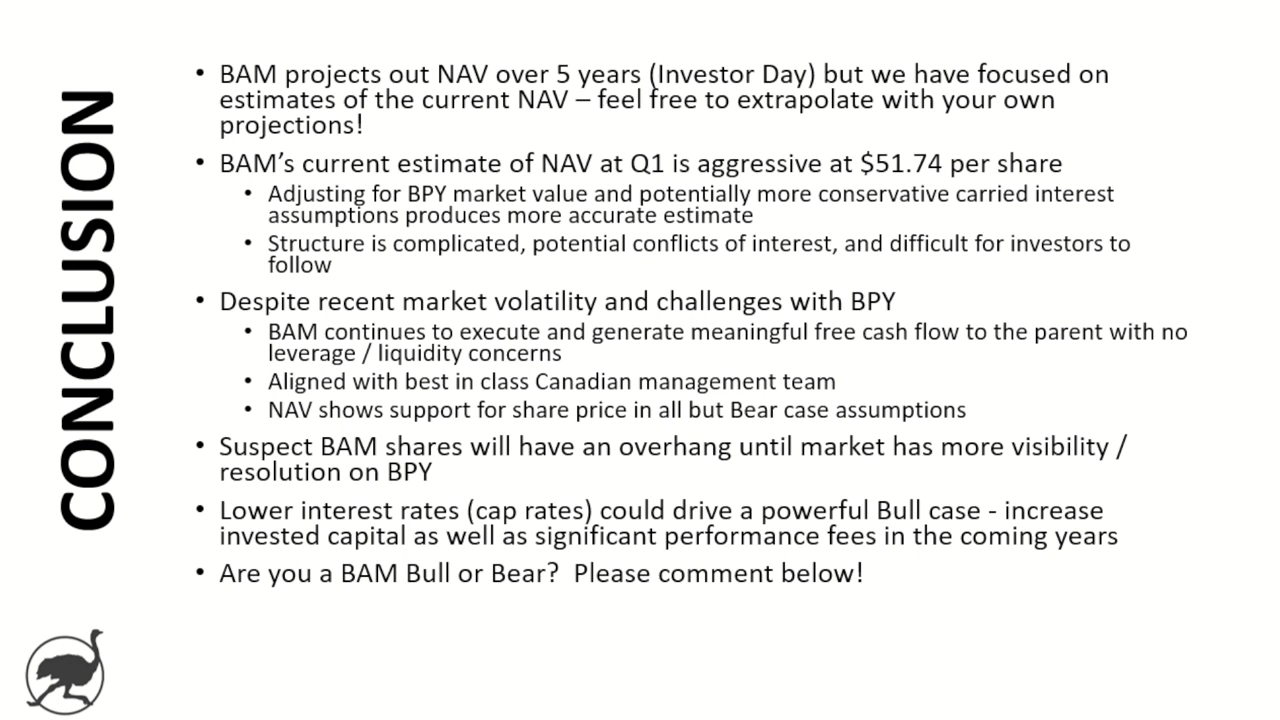 CONCLUSION
• BAM projects out NAV over 5 years (Investor Day) but we have focused on
estimates of the current NAV – feel free to extrapolate with your own
projections!
• BAM’s current estimate of NAV at Q1 is aggressive at $51.74 per share
• Adjusting for BPY market value and potentially more conservative carried interest
assumptions produces more accurate estimate
• Structure is complicated, potential conflicts of interest, and difficult for investors to
follow
• Despite recent market volatility and challenges with BPY
• BAM continues to execute and generate meaningful free cash flow to the parent with no
leverage / liquidity concerns
• Aligned with best in class Canadian management team
• NAV shows support for share price in all but Bear case assumptions
• Suspect BAM shares will have an overhang until market has more visibility /
resolution on BPY
• Lower interest rates (cap rates) could drive a powerful Bull case - increase
invested capital as well as significant performance fees in the coming years
• Are you a BAM Bull or Bear?  Please comment below!